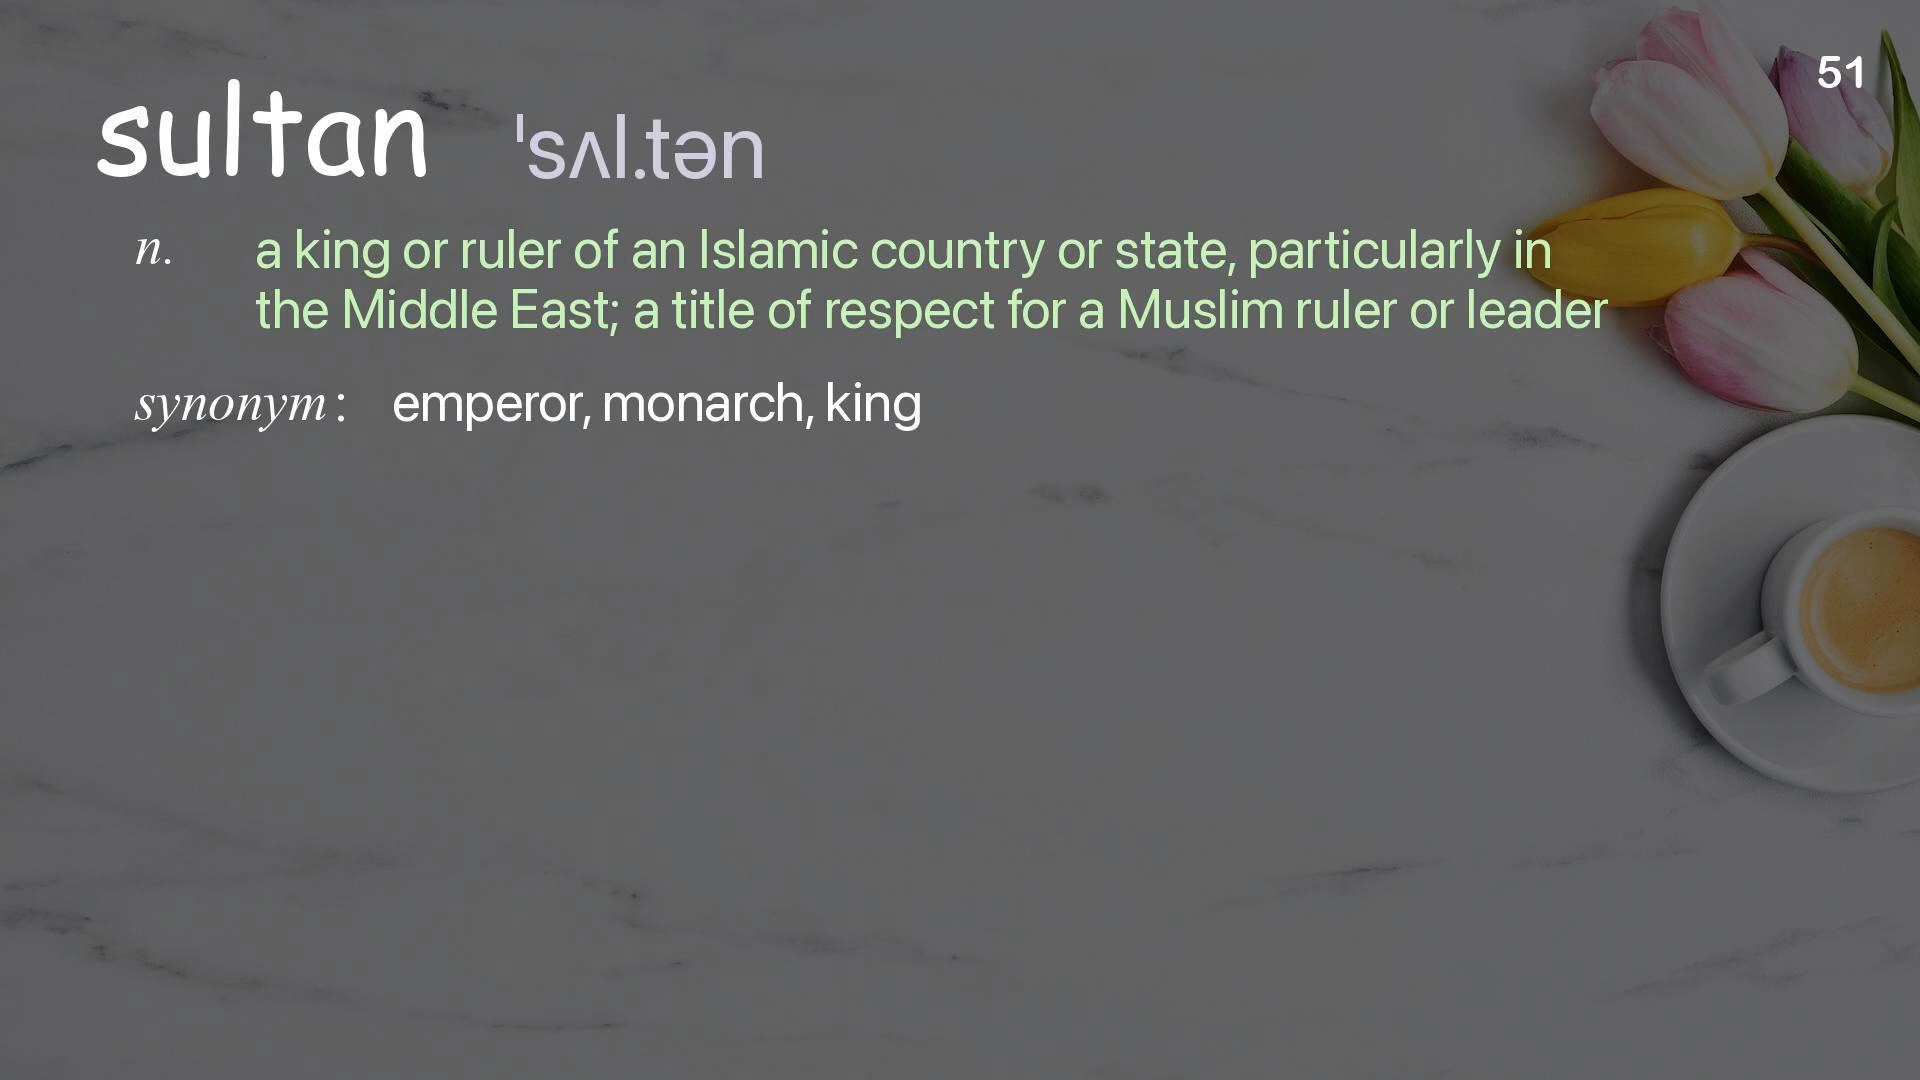 51
sultan ˈsʌl.tən
n. a king or ruler of an Islamic country or state, particularly in
the Middle East; a title of respect for a Muslim ruler or leader
synonym: emperor, monarch, king